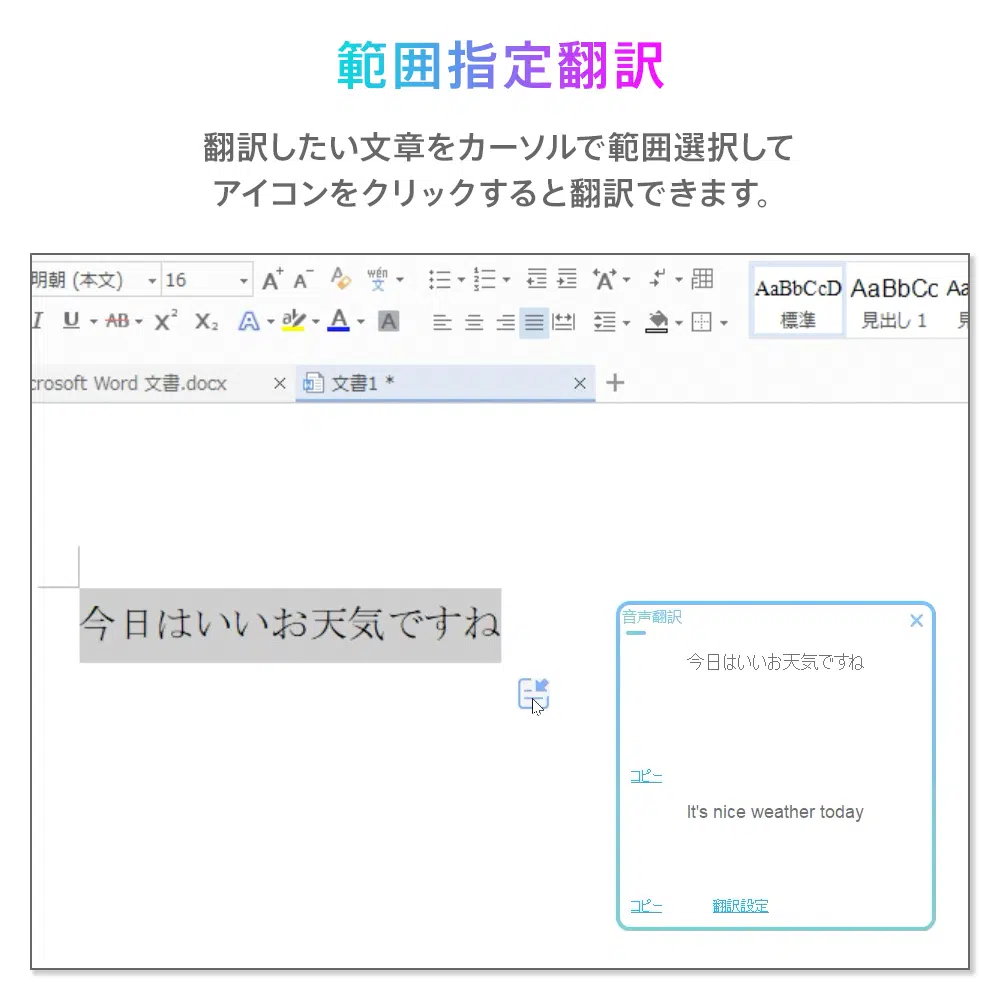 範囲指定翻訳
翻訳したい文章をカーソルで範囲選択して
アイコンをクリックすると翻訳できます。
明朝 (本文) 16 A+ A- A wén 文 A AaBbCcD AaBbCc Aa
I U AB X² X₂ A ab A A 標準 見出し 1 見
crosoft Word 文書.docx × W 文書1 * × +
今日はいいお天気ですね
音声翻訳 ×
今日はいいお天気ですね
コピー
It's nice weather today
コピー 翻訳設定